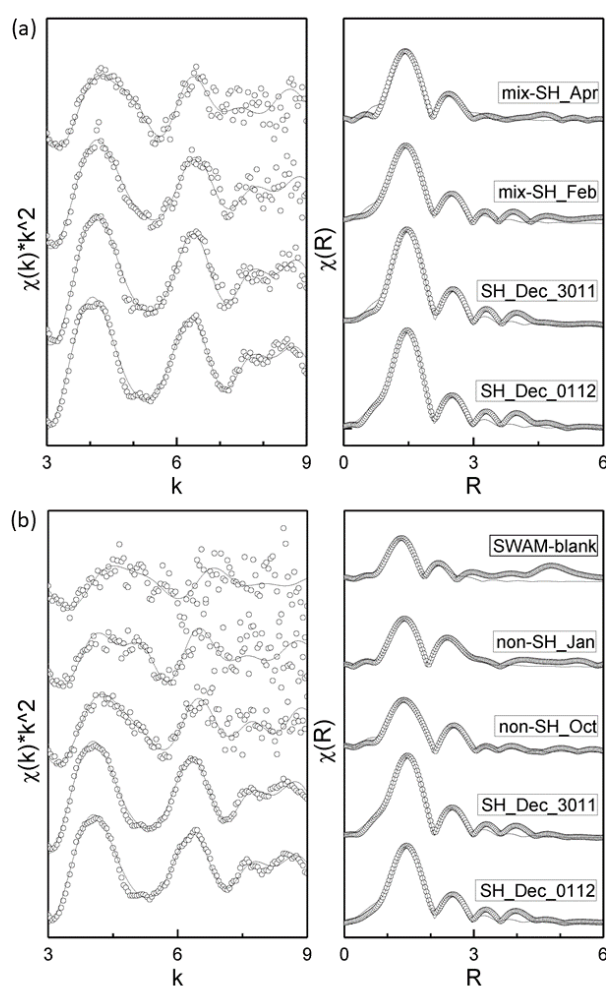 (a)
χ(k)*k^2
χ(R)
mix-SH_Apr
mix-SH_Feb
SH_Dec_3011
SH_Dec_0112
3 6 9 0 3 6
k R
(b)
χ(k)*k^2
χ(R)
SWAM-blank
non-SH_Jan
non-SH_Oct
SH_Dec_3011
SH_Dec_0112
3 6 9 0 3 6
k R